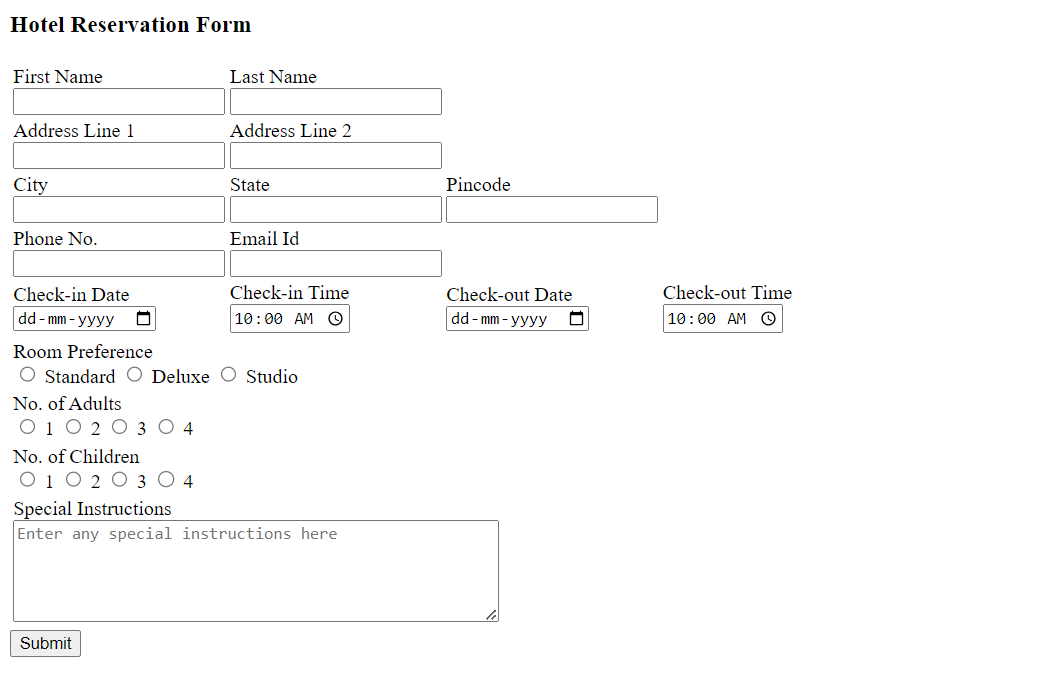 Hotel Reservation Form
First Name Last Name
Address Line 1 Address Line 2
City State Pincode
Phone No. Email Id
Check-in Date Check-in Time Check-out Date Check-out Time
dd-mm-yyyy 10:00 AM dd-mm-yyyy 10:00 AM
Room Preference
Standard Deluxe Studio
No. of Adults
1 2 3 4
No. of Children
1 2 3 4
Special Instructions
Enter any special instructions here
Submit